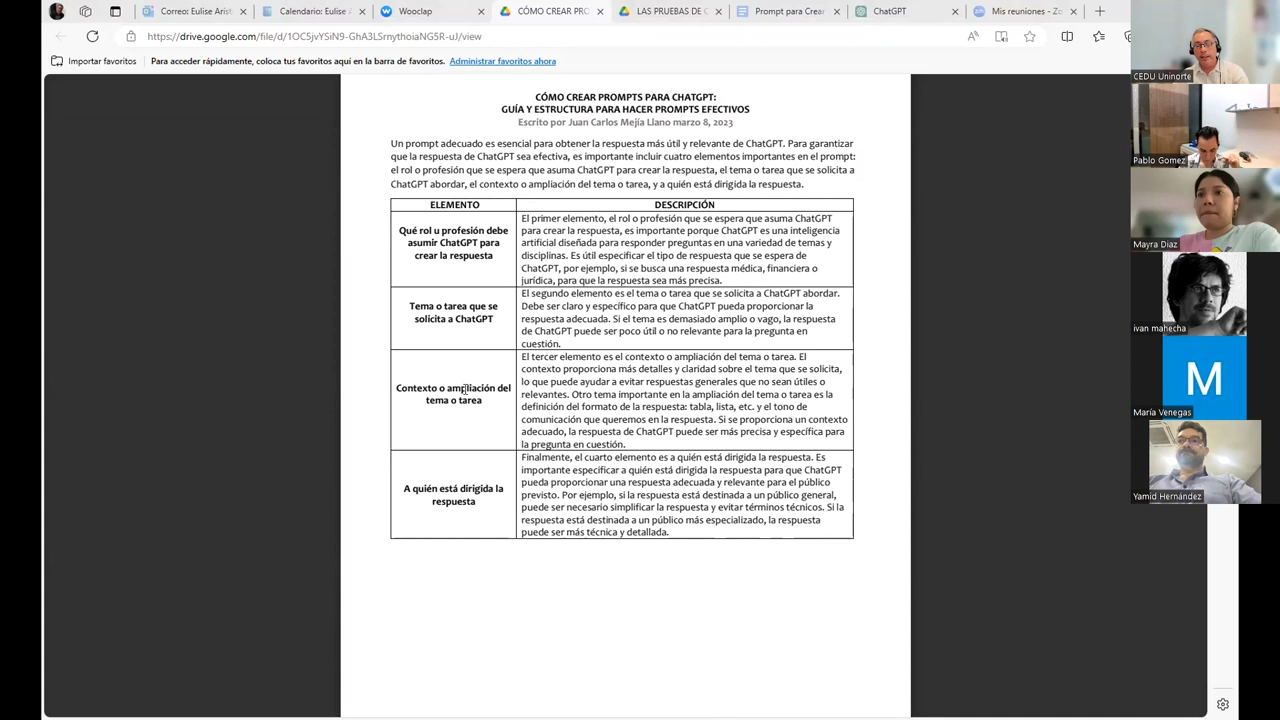 Correo: Eulise Arist
Calendario: Eulise A
Wooclap
CÓMO CREAR PRO
LAS PRUEBAS DE C
Prompt para Crear
ChatGPT
Mis reuniones - Zo
https://drive.google.com/file/d/1OC5jvYSiN9-GhA3LSrnythoiaNG5R-uJ/view
Importar favoritos
Para acceder rápidamente, coloca tus favoritos aquí en la barra de favoritos. Administrar favoritos ahora
CÓMO CREAR PROMPTS PARA CHATGPT:
GUÍA Y ESTRUCTURA PARA HACER PROMPTS EFECTIVOS
Escrito por Juan Carlos Mejía Llano marzo 8, 2023
Un prompt adecuado es esencial para obtener la respuesta más útil y relevante de ChatGPT. Para garantizar
que la respuesta de ChatGPT sea efectiva, es importante incluir cuatro elementos importantes en el prompt:
el rol o profesión que se espera que asuma ChatGPT para crear la respuesta, el tema o tarea que se solicita a
ChatGPT abordar, el contexto o ampliación del tema o tarea, y a quién está dirigida la respuesta.
ELEMENTO
DESCRIPCIÓN
Qué rol u profesión debe
asumir ChatGPT para
crear la respuesta
El primer elemento, el rol o profesión que se espera que asuma ChatGPT
para crear la respuesta, es importante porque ChatGPT es una inteligencia
artificial diseñada para responder preguntas en una variedad de temas y
disciplinas. Es útil especificar el tipo de respuesta que se espera de
ChatGPT, por ejemplo, si se busca una respuesta médica, financiera o
jurídica, para que la respuesta sea más precisa.
Tema o tarea que se
solicita a ChatGPT
El segundo elemento es el tema o tarea que se solicita a ChatGPT abordar.
Debe ser claro y específico para que ChatGPT pueda proporcionar la
respuesta adecuada. Si el tema es demasiado amplio o vago, la respuesta
de ChatGPT puede ser poco útil o no relevante para la pregunta en
cuestión.
Contexto o ampliación del
tema o tarea
El tercer elemento es el contexto o ampliación del tema o tarea. El
contexto proporciona más detalles y claridad sobre el tema que se solicita,
lo que puede ayudar a evitar respuestas generales que no sean útiles o
relevantes. Otro tema importante en la ampliación del tema o tarea es la
definición del formato de la respuesta: tabla, lista, etc. y el tono de
comunicación que queremos en la respuesta. Si se proporciona un contexto
adecuado, la respuesta de ChatGPT puede ser más precisa y específica para
la pregunta en cuestión.
A quién está dirigida la
respuesta
Finalmente, el cuarto elemento es a quién está dirigida la respuesta. Es
importante especificar a quién está dirigida la respuesta para que ChatGPT
pueda proporcionar una respuesta adecuada y relevante para el público
previsto. Por ejemplo, si la respuesta está destinada a un público general,
puede ser necesario simplificar la respuesta y evitar términos técnicos. Si la
respuesta está destinada a un público más especializado, la respuesta
puede ser más técnica y detallada.
CEDU Uninorte
Pablo Gomez
Mayra Diaz
ivan mahecha
M
María Venegas
Yamid Hernández